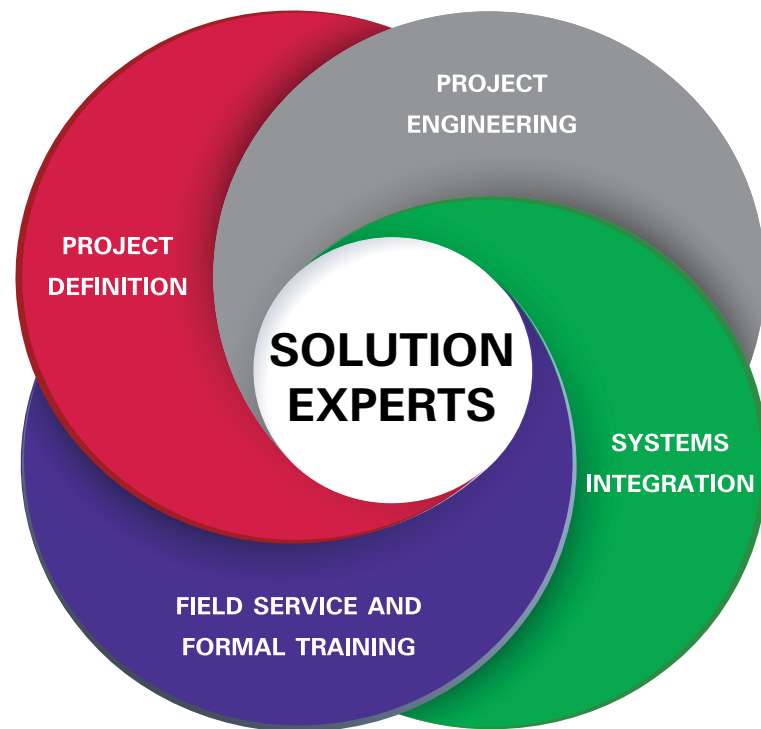 PROJECT
ENGINEERING
PROJECT
DEFINITION
SOLUTION
EXPERTS
SYSTEMS
INTEGRATION
FIELD SERVICE AND
FORMAL TRAINING